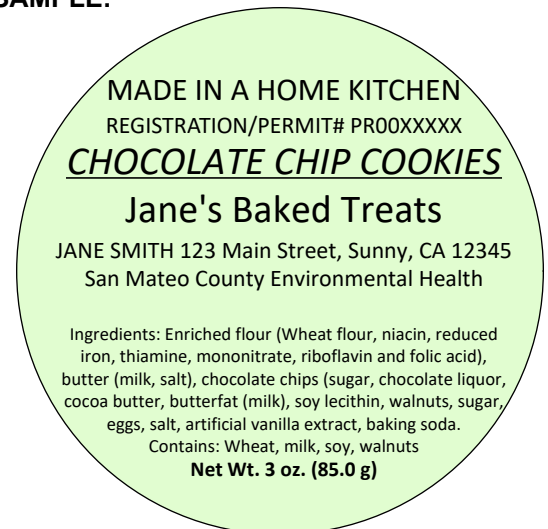 SAMPLE:
MADE IN A HOME KITCHEN
REGISTRATION/PERMIT# PR00XXXXX
CHOCOLATE CHIP COOKIES
Jane's Baked Treats
JANE SMITH 123 Main Street, Sunny, CA 12345
San Mateo County Environmental Health
Ingredients: Enriched flour (Wheat flour, niacin, reduced
iron, thiamine, mononitrate, riboflavin and folic acid),
butter (milk, salt), chocolate chips (sugar, chocolate liquor,
cocoa butter, butterfat (milk), soy lecithin, walnuts, sugar,
eggs, salt, artificial vanilla extract, baking soda.
Contains: Wheat, milk, soy, walnuts
Net Wt. 3 oz. (85.0 g)